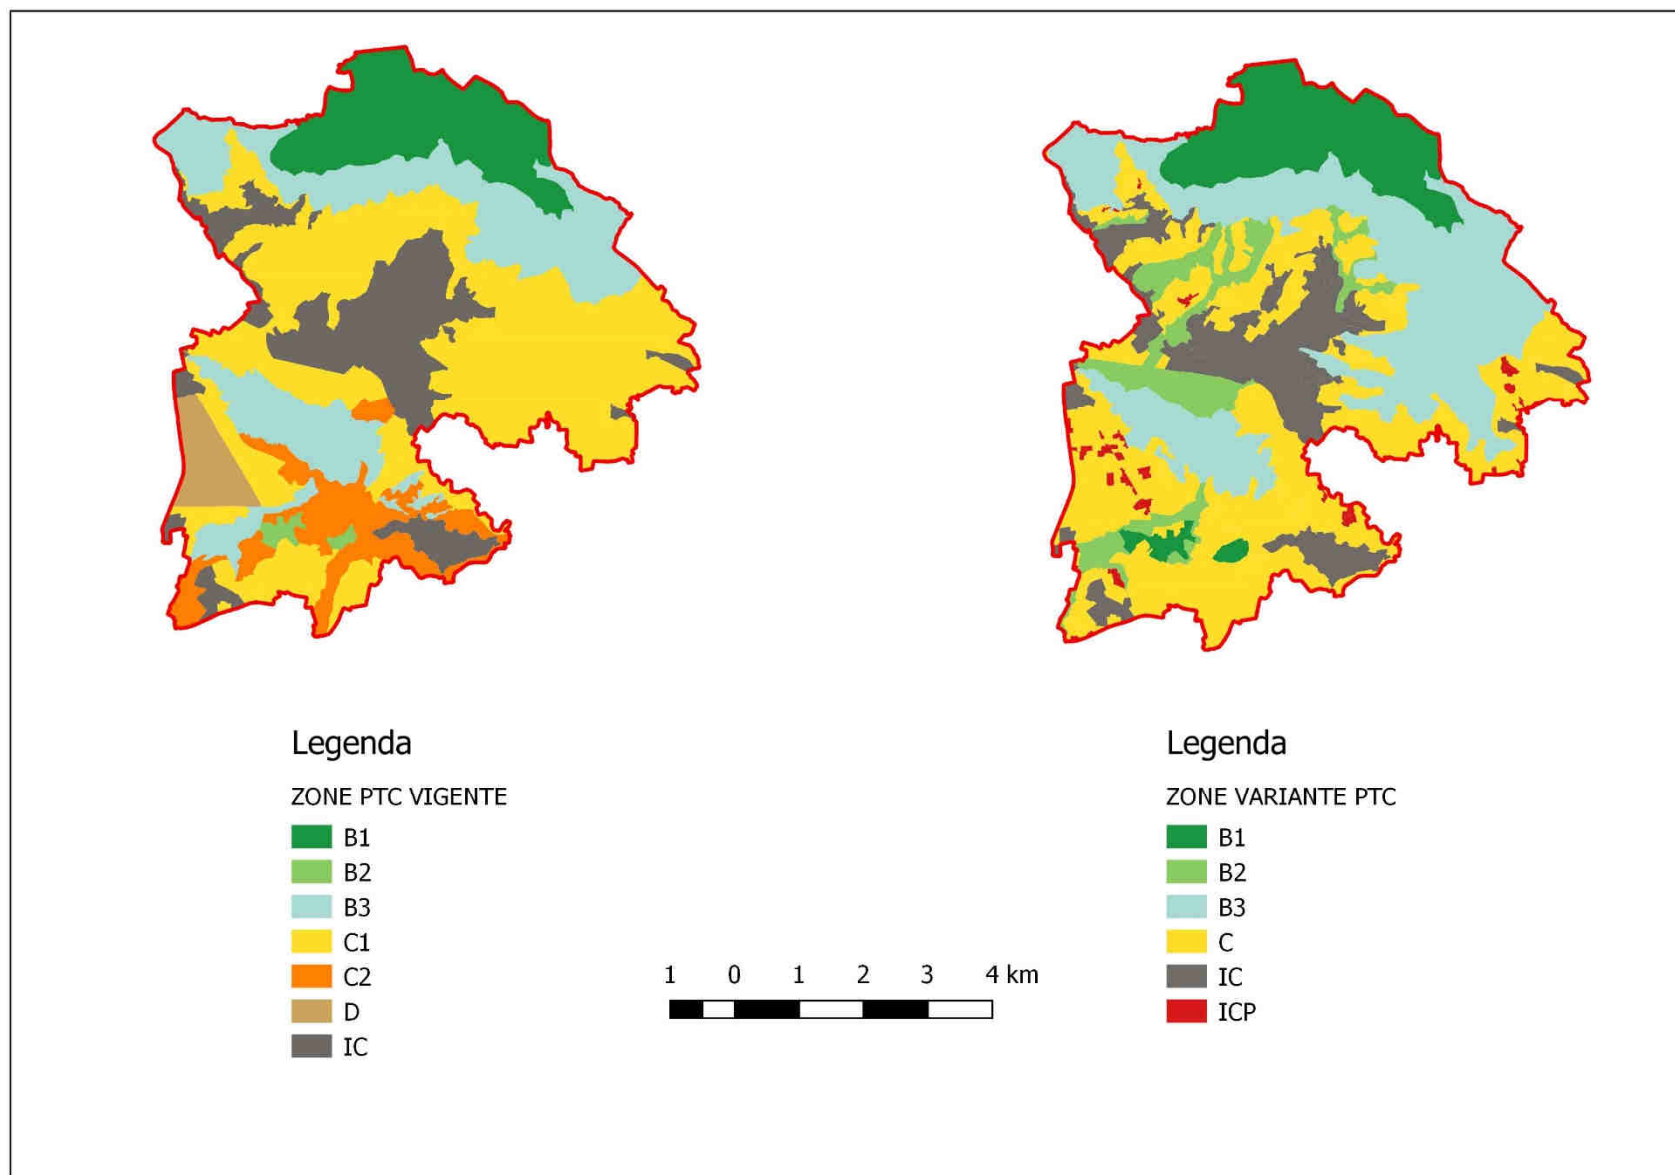 Legenda
ZONE PTC VIGENTE
B1
B2
B3
C1
C2
D
IC
1 0 1 2 3 4 km
Legenda
ZONE VARIANTE PTC
B1
B2
B3
C
IC
ICP